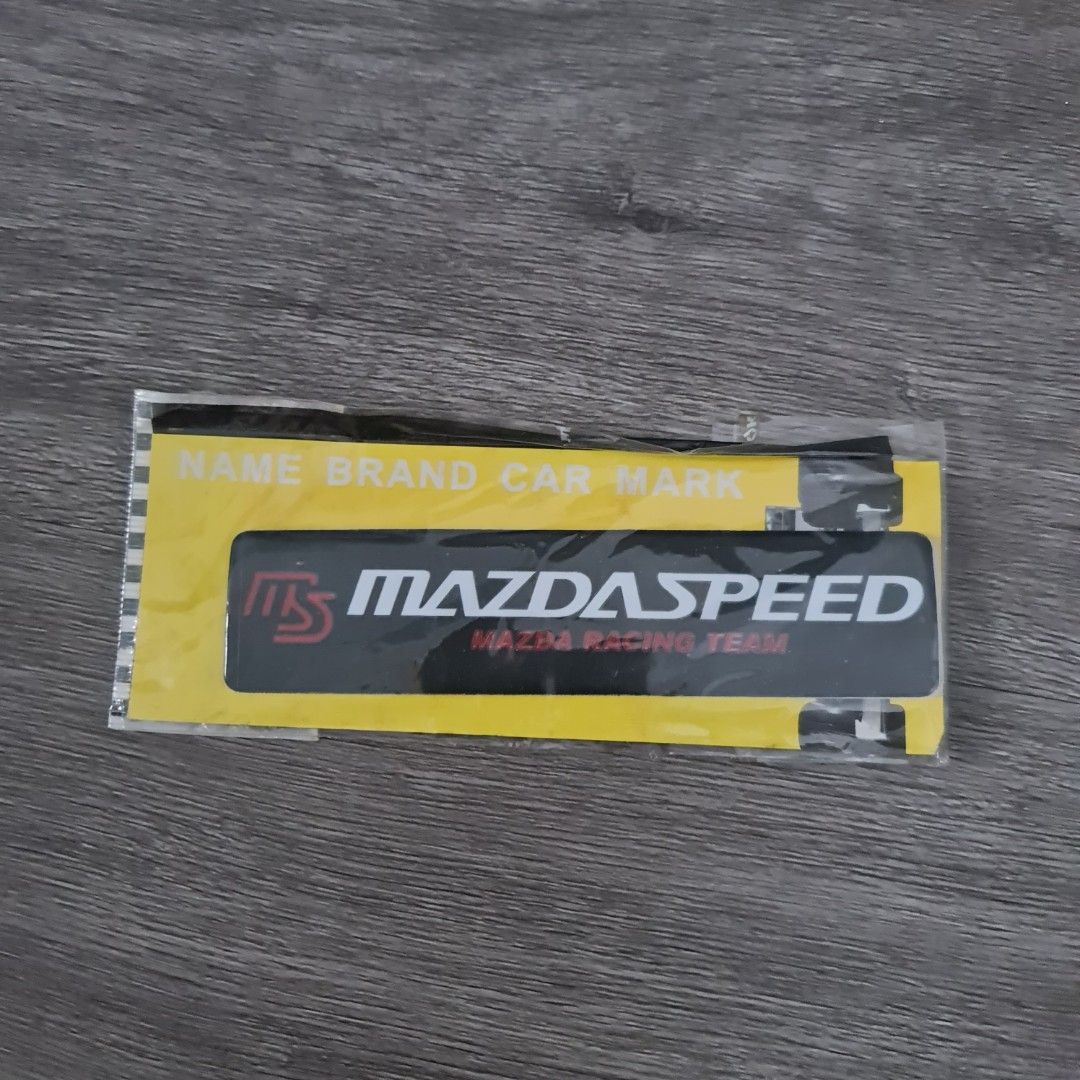 NAME BRAND CAR MARK
MS MAZDASPEED
MAZDA RACING TEAM